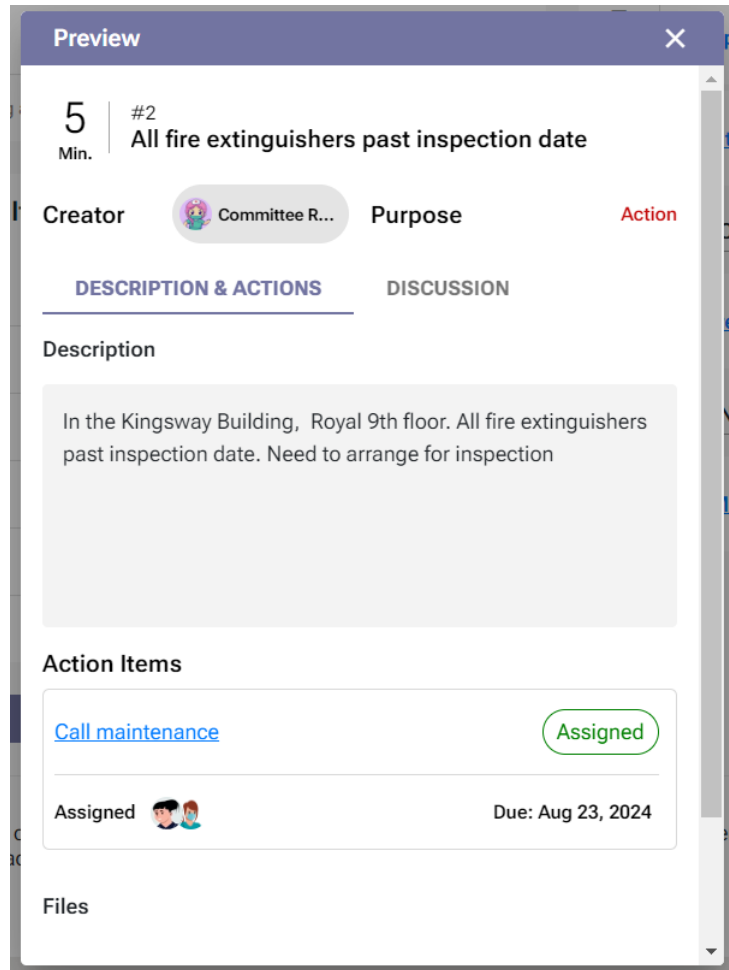 Preview
5
Min.
#2
All fire extinguishers past inspection date
Creator
Committee R...
Purpose
Action
DESCRIPTION & ACTIONS
DISCUSSION
Description
In the Kingsway Building,  Royal 9th floor. All fire extinguishers
past inspection date. Need to arrange for inspection
Action Items
Call maintenance
Assigned
Assigned
Due: Aug 23, 2024
Files